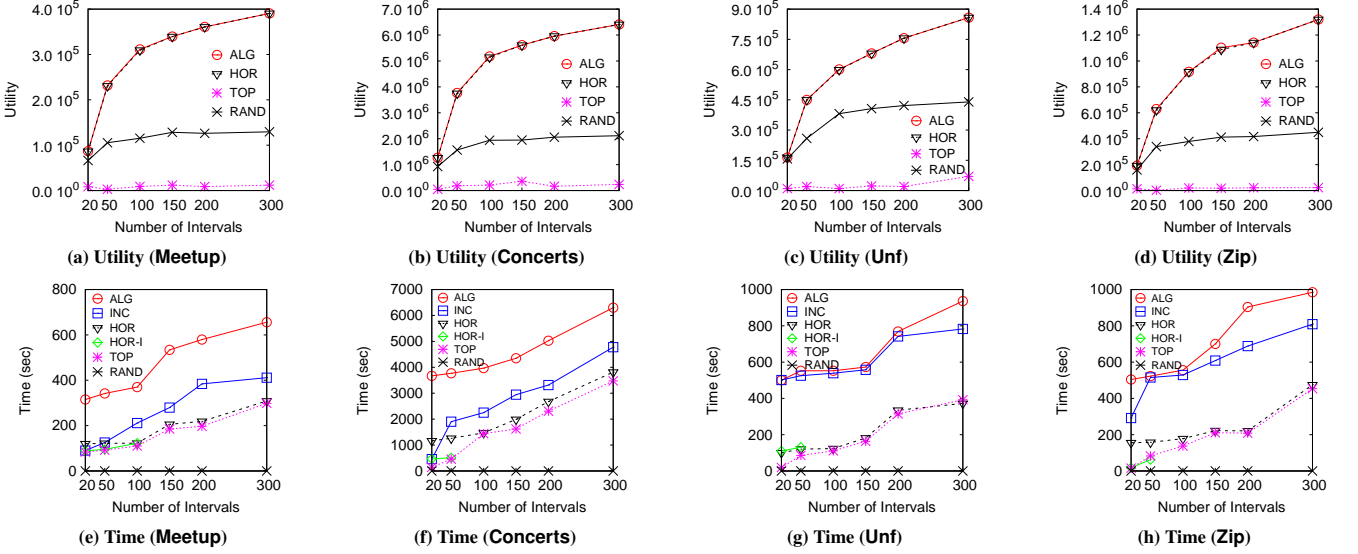 4.0 10^5
3.0 10^5
2.0 10^5
1.0 10^5
0.0 10^0
Utility
ALG
HOR
TOP
RAND
20 50 100 150 200 300
Number of Intervals
(a) Utility (Meetup)
7.0 10^6
6.0 10^6
5.0 10^6
4.0 10^6
3.0 10^6
2.0 10^6
1.0 10^6
0.0 10^0
Utility
ALG
HOR
TOP
RAND
20 50 100 150 200 300
Number of Intervals
(b) Utility (Concerts)
9.0 10^5
7.5 10^5
6.0 10^5
4.5 10^5
3.0 10^5
1.5 10^5
0.0 10^0
Utility
ALG
HOR
TOP
RAND
20 50 100 150 200 300
Number of Intervals
(c) Utility (Unf)
1.4 10^6
1.2 10^6
1.0 10^6
8.0 10^5
6.0 10^5
4.0 10^5
2.0 10^5
0.0 10^0
Utility
ALG
HOR
TOP
RAND
20 50 100 150 200 300
Number of Intervals
(d) Utility (Zip)
800
600
400
200
0
Time (sec)
ALG
INC
HOR
HOR-I
TOP
RAND
20 50 100 150 200 300
Number of Intervals
(e) Time (Meetup)
7000
6000
5000
4000
3000
2000
1000
0
Time (sec)
ALG
INC
HOR
HOR-I
TOP
RAND
20 50 100 150 200 300
Number of Intervals
(f) Time (Concerts)
1000
800
600
400
200
0
Time (sec)
ALG
INC
HOR
HOR-I
TOP
RAND
20 50 100 150 200 300
Number of Intervals
(g) Time (Unf)
1000
800
600
400
200
0
Time (sec)
ALG
INC
HOR
HOR-I
TOP
RAND
20 50 100 150 200 300
Number of Intervals
(h) Time (Zip)